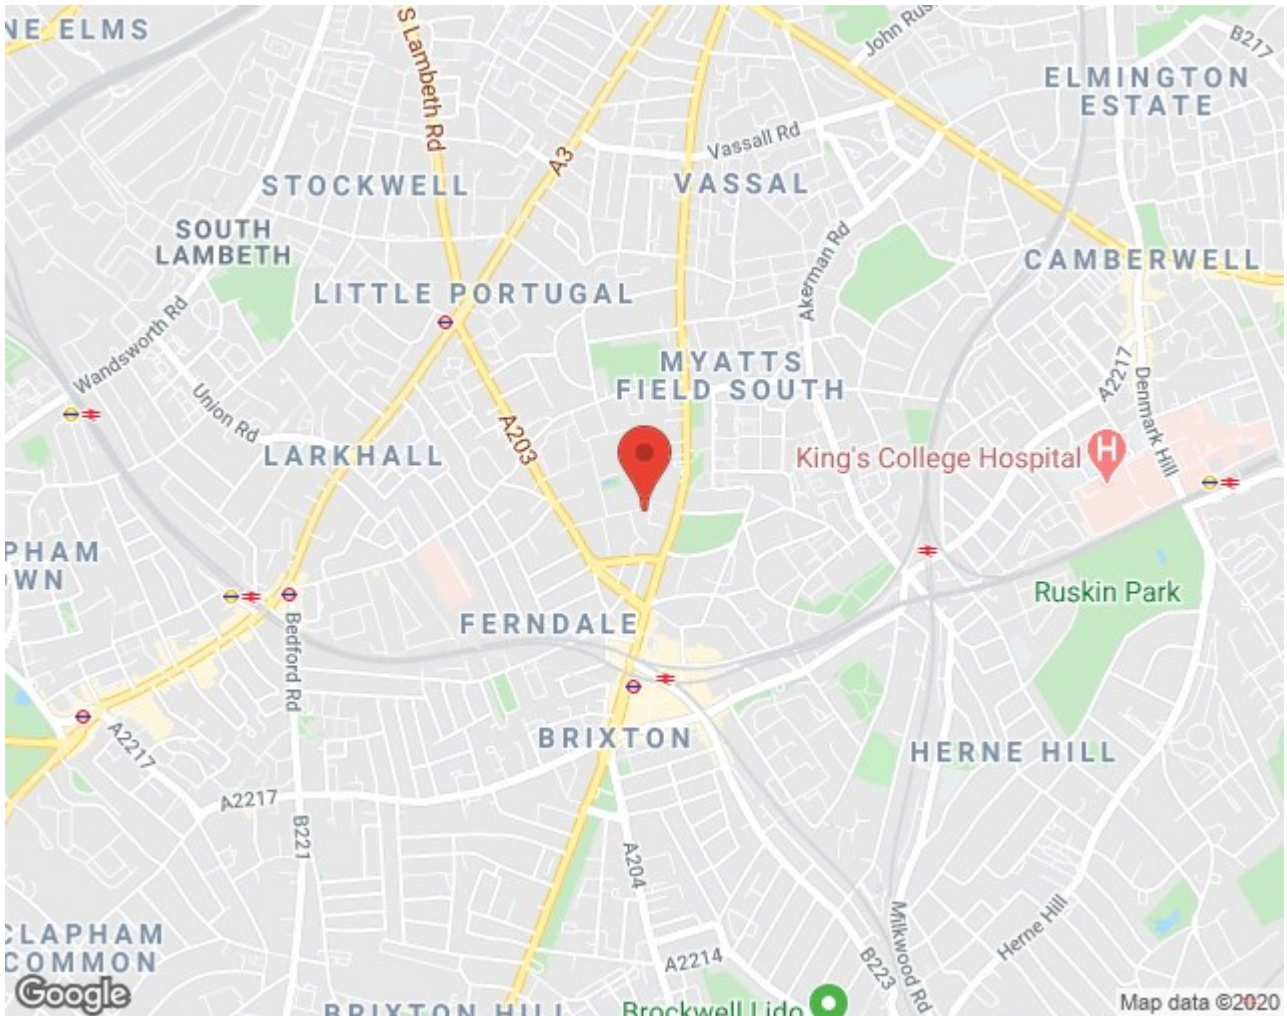 NE ELMS
S Lambeth Rd
John Rus
B217
ELMINGTON
ESTATE
A3
Vassall Rd
STOCKWELL
VASSAL
SOUTH
LAMBETH
Akerman Rd
CAMBERWELL
LITTLE PORTUGAL
Wandsworth Rd
MYATTS
FIELD SOUTH
A2217
Denmark Hill
Union Rd
A203
LARKHALL
King's College Hospital
H
PHAM
WN
Ruskin Park
Bedford Rd
FERNDALE
A2217
BRIXTON
HERNE HILL
A2217
B221
A204
Milkwood Rd
Herne Hill
CLAPHAM
COMMON
A2214
B223
Google
BRIXTON HILL
Brockwell Lido
Map data ©2020